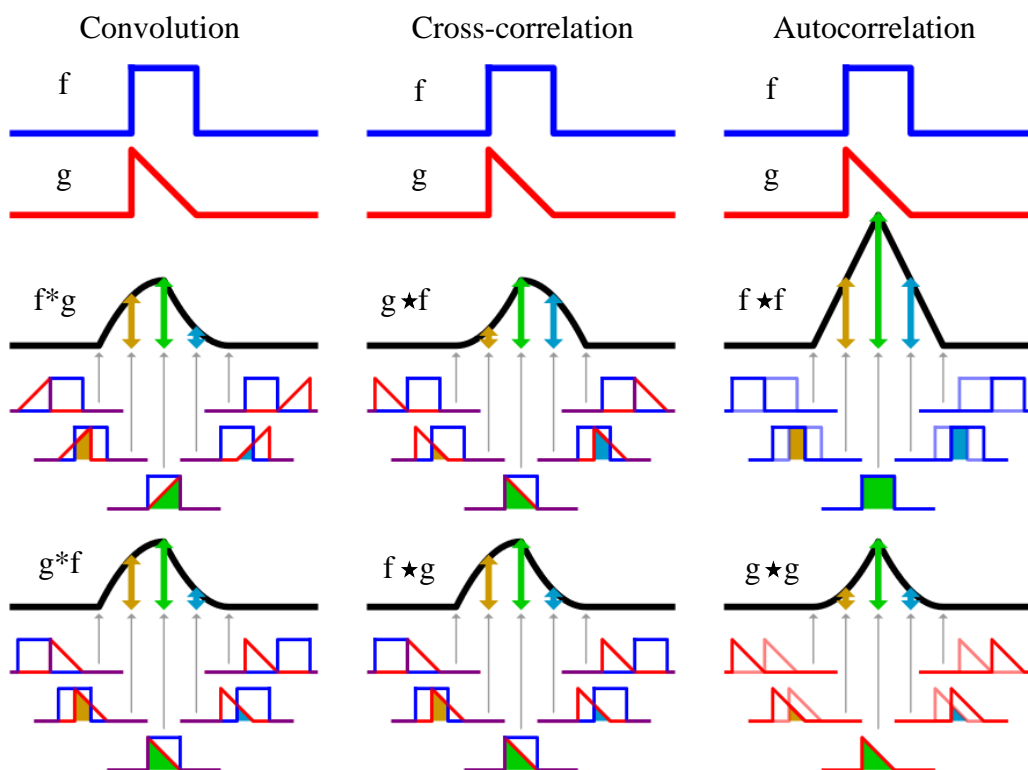 Convolution Cross-correlation Autocorrelation
f f f
g g g
f*g g★f f★f
g*f f★g g★g